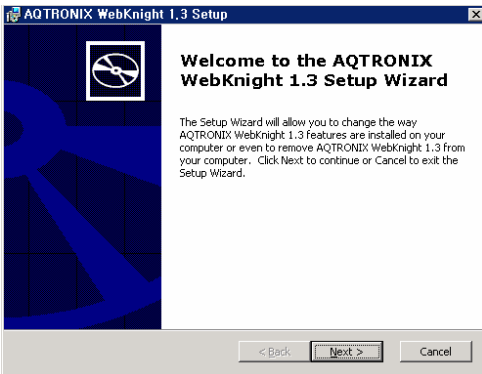 AQTRONIX WebKnight 1.3 Setup
Welcome to the AQTRONIX
WebKnight 1.3 Setup Wizard
The Setup Wizard will allow you to change the way
AQTRONIX WebKnight 1.3 features are installed on your
computer or even to remove AQTRONIX WebKnight 1.3 from
your computer. Click Next to continue or Cancel to exit the
Setup Wizard.
< Back Next > Cancel